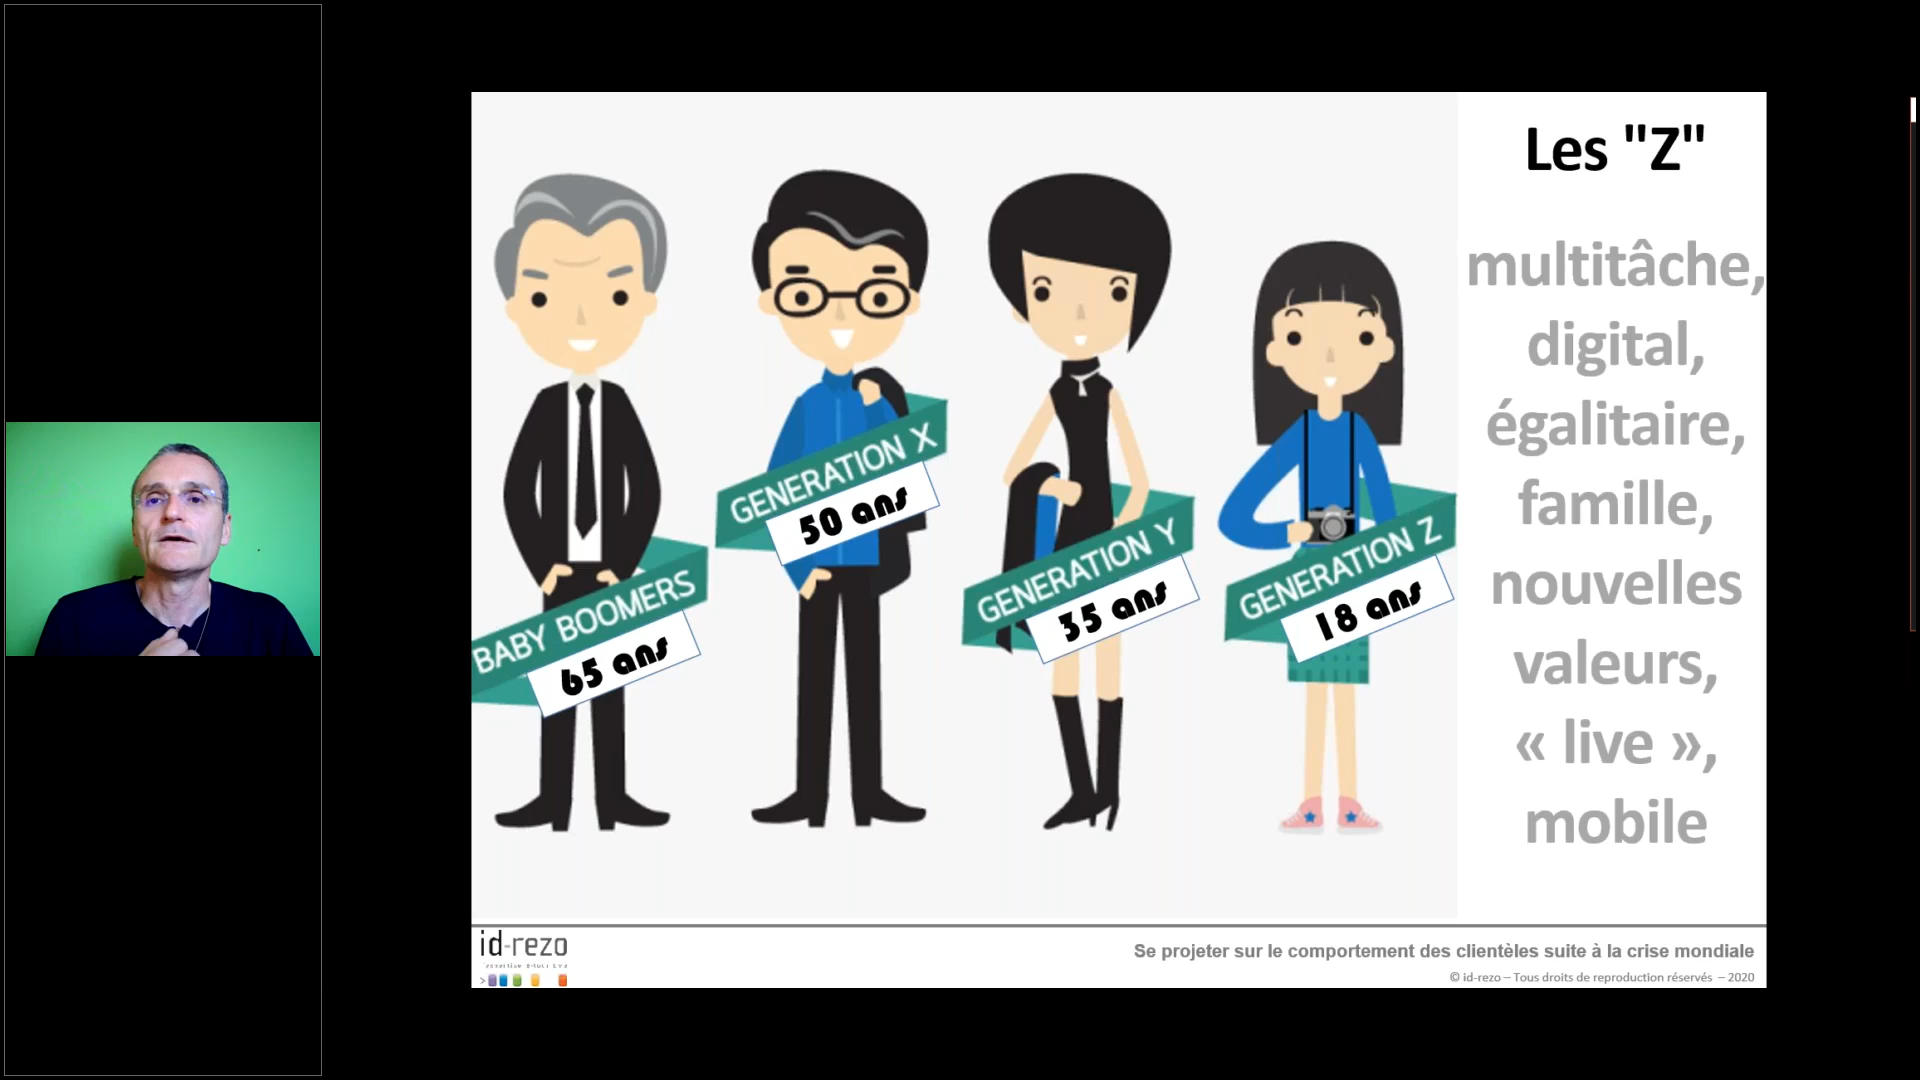 Les "Z"
multitâche,
digital,
égalitaire,
famille,
nouvelles
valeurs,
« live »,
mobile
BABY BOOMERS
65 ans
GENERATION X
50 ans
GENERATION Y
35 ans
GENERATION Z
18 ans
id-rezo
Se projeter sur le comportement des clientèles suite à la crise mondiale
© id-rezo – Tous droits de reproduction réservés – 2020